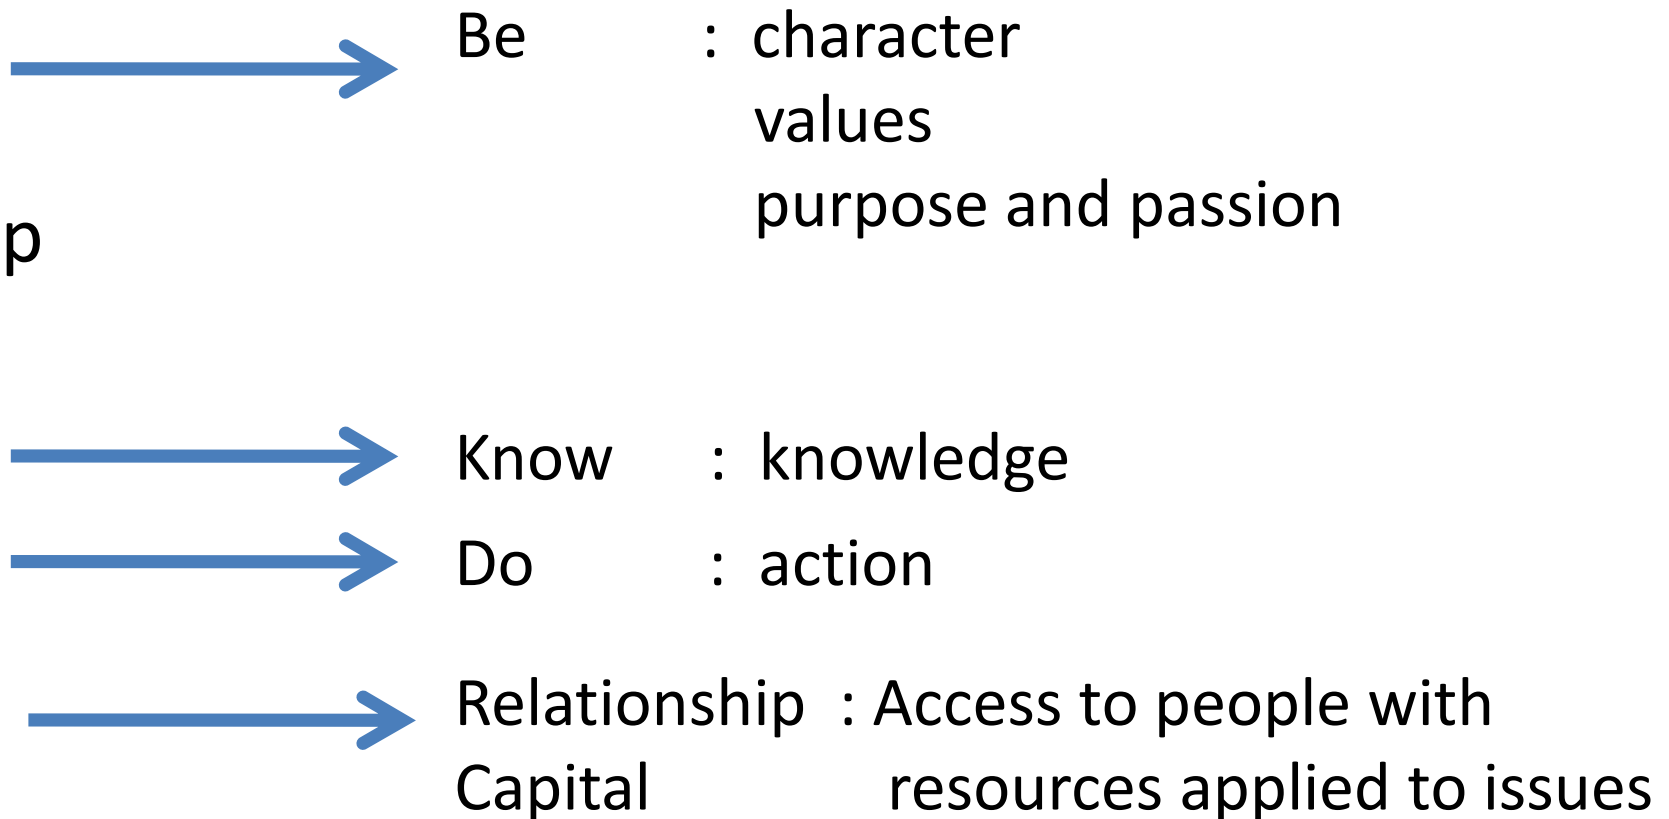 Be : character
values
purpose and passion
p
Know : knowledge
Do : action
Relationship : Access to people with
Capital resources applied to issues